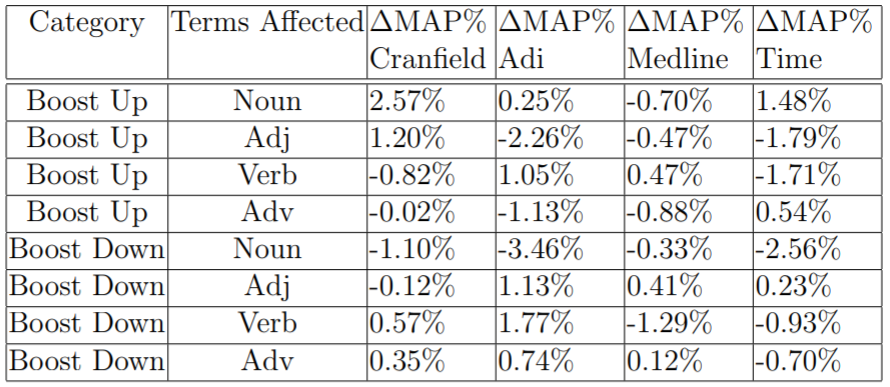 Category Terms Affected ΔMAP% ΔMAP% ΔMAP% ΔMAP%
Cranfield Adi Medline Time
Boost Up Noun 2.57% 0.25% -0.70% 1.48%
Boost Up Adj 1.20% -2.26% -0.47% -1.79%
Boost Up Verb -0.82% 1.05% 0.47% -1.71%
Boost Up Adv -0.02% -1.13% -0.88% 0.54%
Boost Down Noun -1.10% -3.46% -0.33% -2.56%
Boost Down Adj -0.12% 1.13% 0.41% 0.23%
Boost Down Verb 0.57% 1.77% -1.29% -0.93%
Boost Down Adv 0.35% 0.74% 0.12% -0.70%